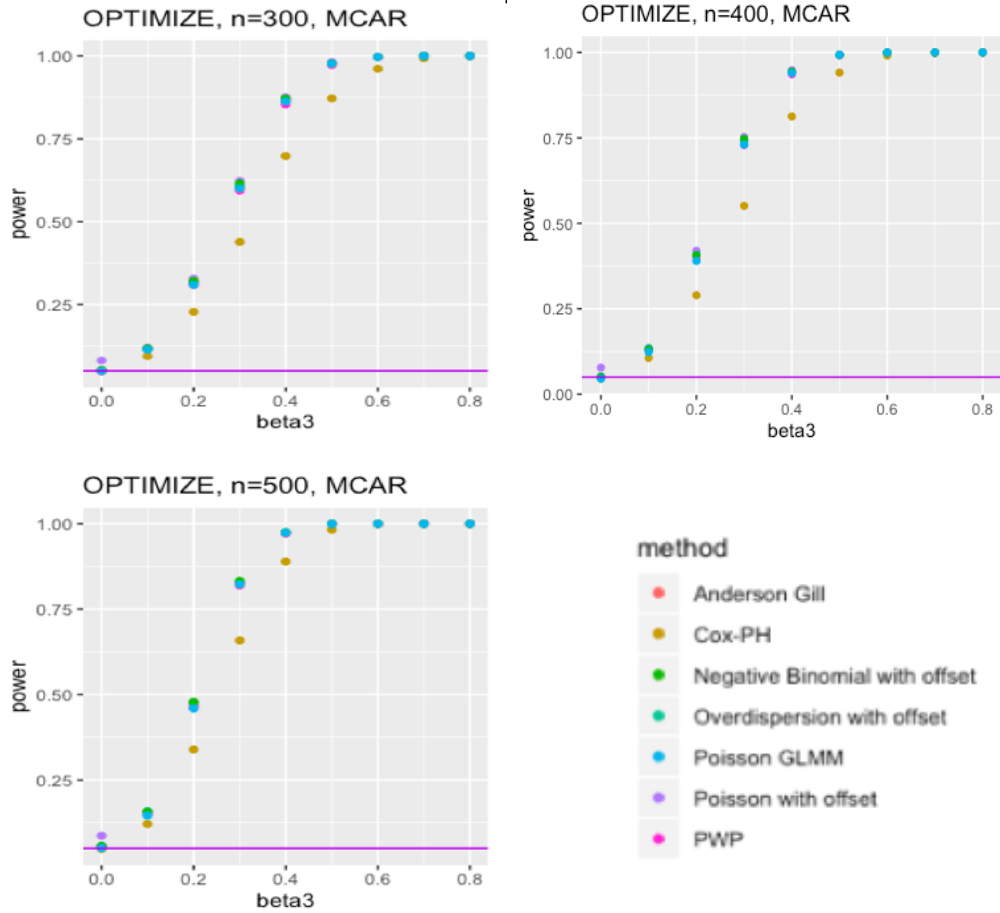 OPTIMIZE, n=300, MCAR
1.00
0.75
0.50
0.25
power
0.0 0.2 0.4 0.6 0.8
beta3
OPTIMIZE, n=400, MCAR
1.00
0.75
0.50
0.25
0.00
power
0.0 0.2 0.4 0.6 0.8
beta3
OPTIMIZE, n=500, MCAR
1.00
0.75
0.50
0.25
power
0.0 0.2 0.4 0.6 0.8
beta3
method
Anderson Gill
Cox-PH
Negative Binomial with offset
Overdispersion with offset
Poisson GLMM
Poisson with offset
PWP